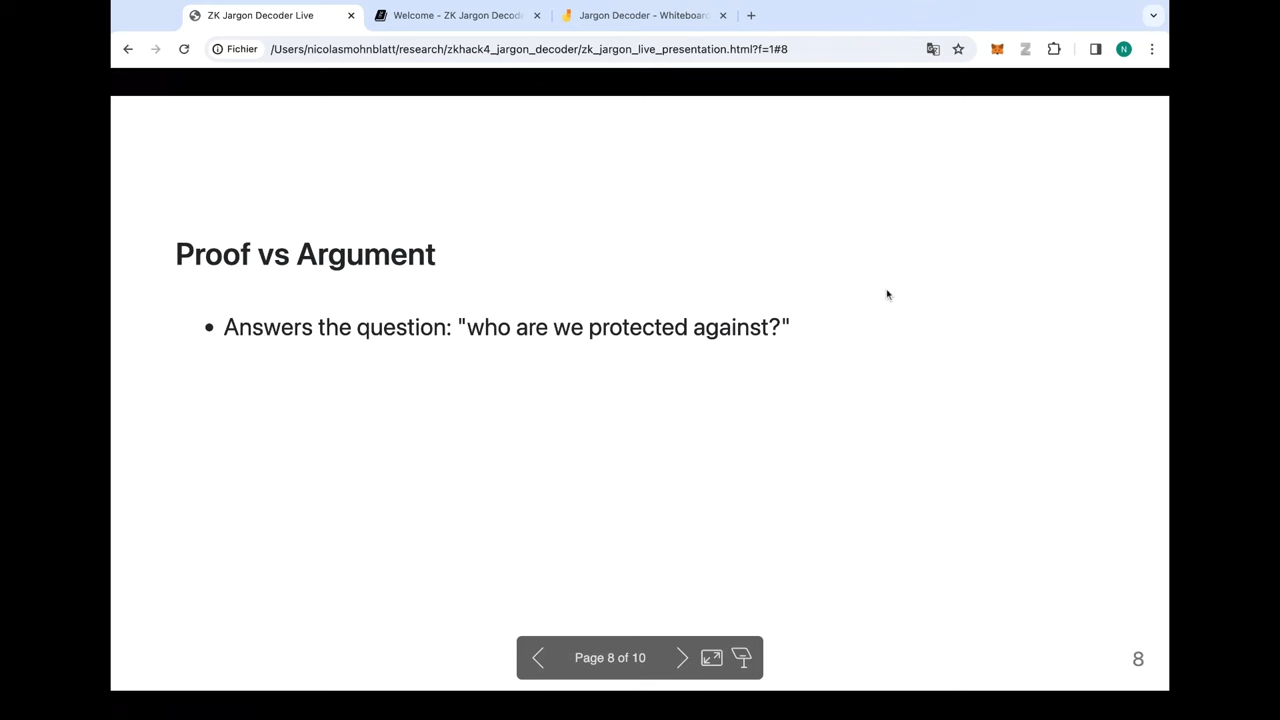 ZK Jargon Decoder Live
Welcome - ZK Jargon Decod
Jargon Decoder - Whiteboard
Fichier
/Users/nicolasmohnblatt/research/zkhack4_jargon_decoder/zk_jargon_live_presentation.html?f=1#8
N
Proof vs Argument
• Answers the question: "who are we protected against?"
Page 8 of 10
8